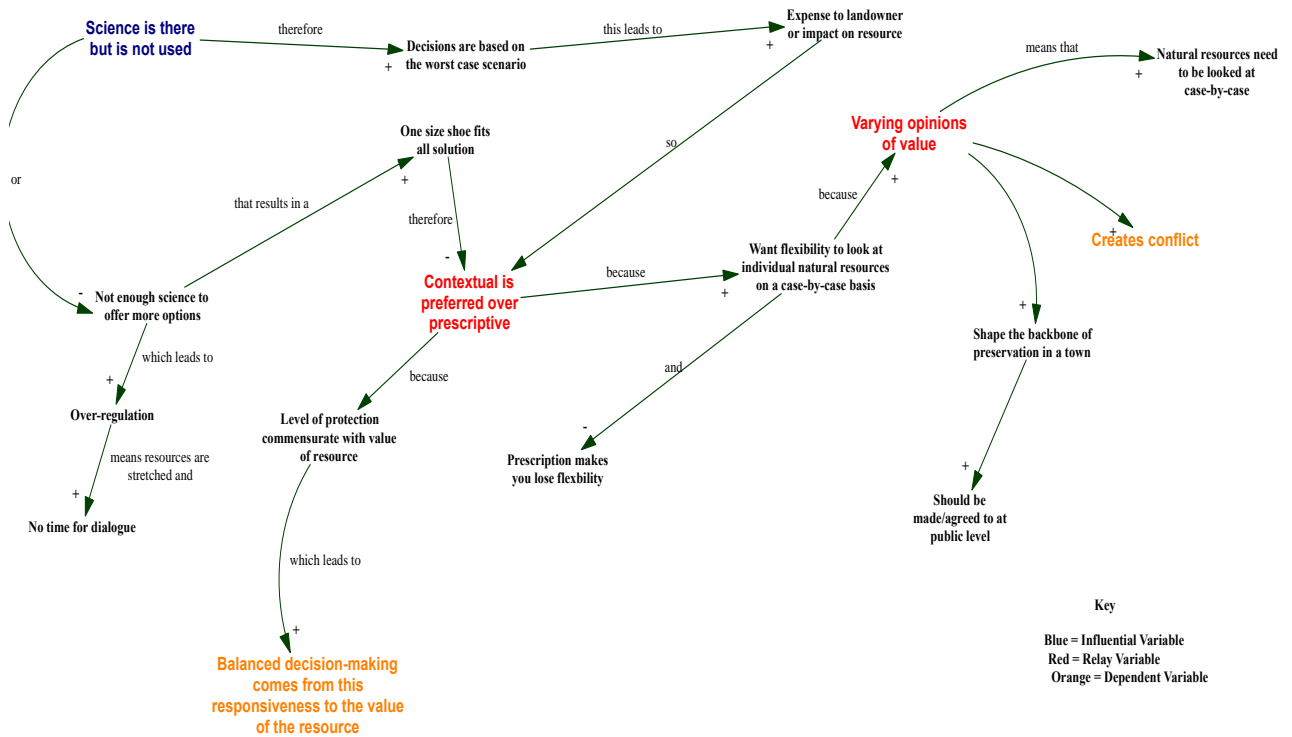 Science is there
but is not used
therefore
Decisions are based on
the worst case scenario
+
this leads to
Expense to landowner
or impact on resource
+
means that
Natural resources need
to be looked at
case-by-case
+
or
One size shoe fits
all solution
+
that results in a
therefore
-
so
Varying opinions
of value
+
because
Creates conflict
+
Want flexibility to look at
individual natural resources
on a case-by-case basis
+
because
Contextual is
preferred over
prescriptive
-
Not enough science to
offer more options
which leads to
+
Over-regulation
means resources are
stretched and
+
No time for dialogue
because
Level of protection
commensurate with value
of resource
and
-
Prescription makes
you lose flexbility
+
Shape the backbone of
preservation in a town
+
Should be
made/agreed to at
public level
which leads to
+
Balanced decision-making
comes from this
responsiveness to the value
of the resource
Key
Blue = Influential Variable
Red = Relay Variable
Orange = Dependent Variable